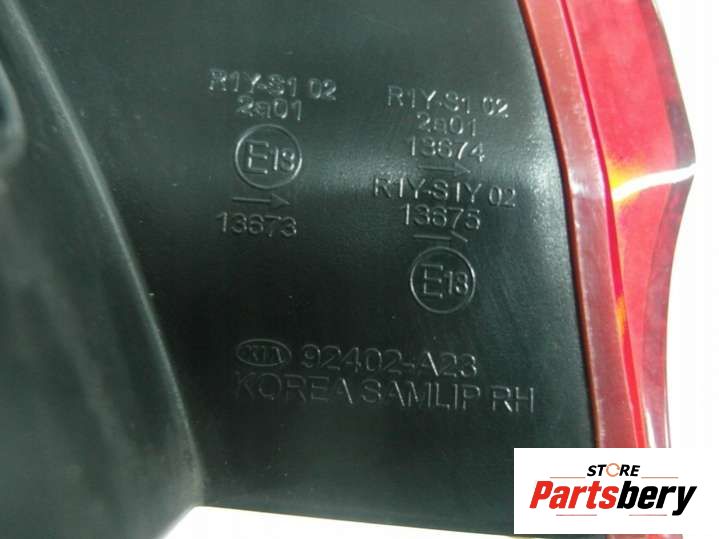 R1Y-S1 02
2a01
E13
13673
R1Y-S1 02
2a01
13674
R1Y-S1Y 02
13675
E13
KIA 92402-A23
KOREA SAMLIP RH
STORE
Partsbery